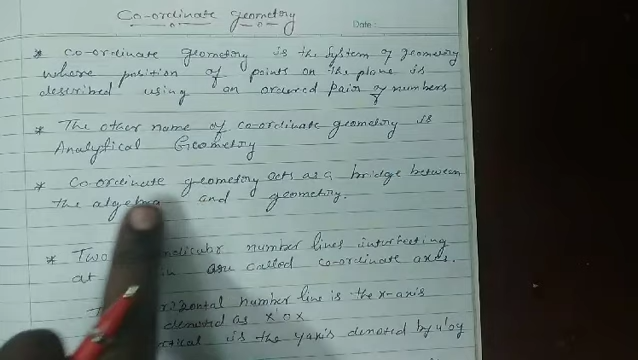 Co-ordinate geometry
Date :
* co-ordinate geometry is the system of geometry
where position of points on the plane is
described using an ordered pair of numbers
* The other name of co-ordinate geometry is
Analytical Geometry
* Co-ordinate geometry acts as a bridge between
the algebra and geometry.
* Two number lines intersecting
at are called co-ordinate axes.
number line is the x-axis
denoted as x'ox
is the yaxis denoted by y'oy